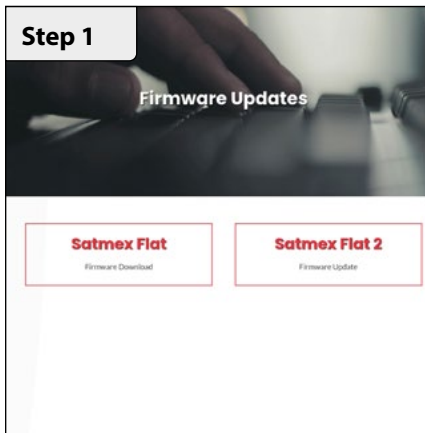 Step 1
Firmware Updates
Satmex Flat
Firmware Download
Satmex Flat 2
Firmware Update